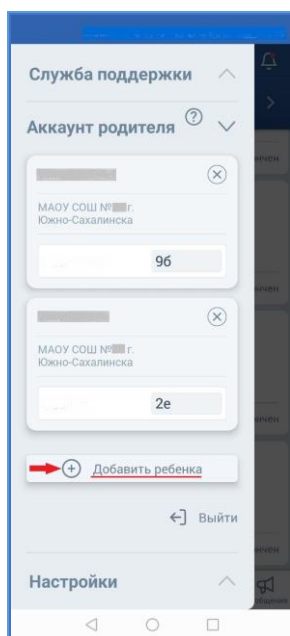 Служба поддержки
Аккаунт родителя ?
МАОУ СОШ № г.
Южно-Сахалинска
9б
МАОУ СОШ № г.
Южно-Сахалинска
2е
Добавить ребенка
Выйти
Настройки